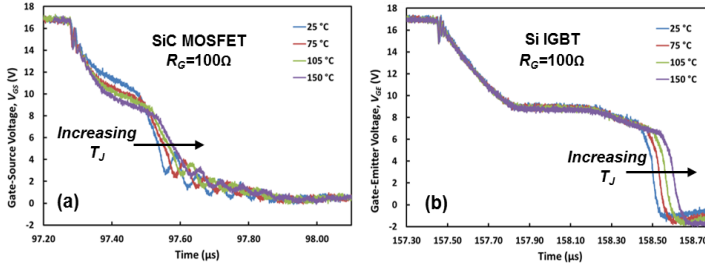 18
16
14
12
10
8
6
4
2
0
-2
Gate-Source Voltage, VGS (V)
SiC MOSFET
RG=100Ω
25 °C
75 °C
105 °C
150 °C
Increasing
TJ
(a)
97.20 97.40 97.60 97.80 98.00
Time (µs)
18
16
14
12
10
8
6
4
2
0
-2
Gate-Emitter Voltage, VGE (V)
Si IGBT
RG=100Ω
25 °C
75 °C
105 °C
150 °C
Increasing
TJ
(b)
157.30 157.50 157.70 157.90 158.10 158.30 158.50 158.70
Time (µs)